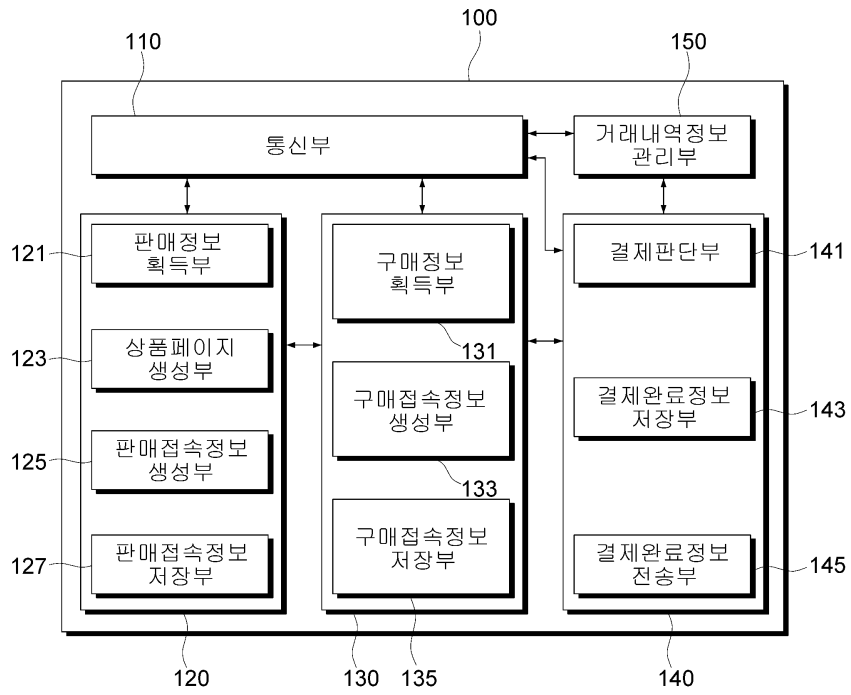 100
110
150
통신부
거래내역정보
관리부
121
판매정보
획득부
구매정보
획득부
결제판단부
141
131
123
상품페이지
생성부
구매접속정보
생성부
결제완료정보
저장부
143
125
판매접속정보
생성부
133
127
판매접속정보
저장부
구매접속정보
저장부
결제완료정보
전송부
145
120
130
135
140